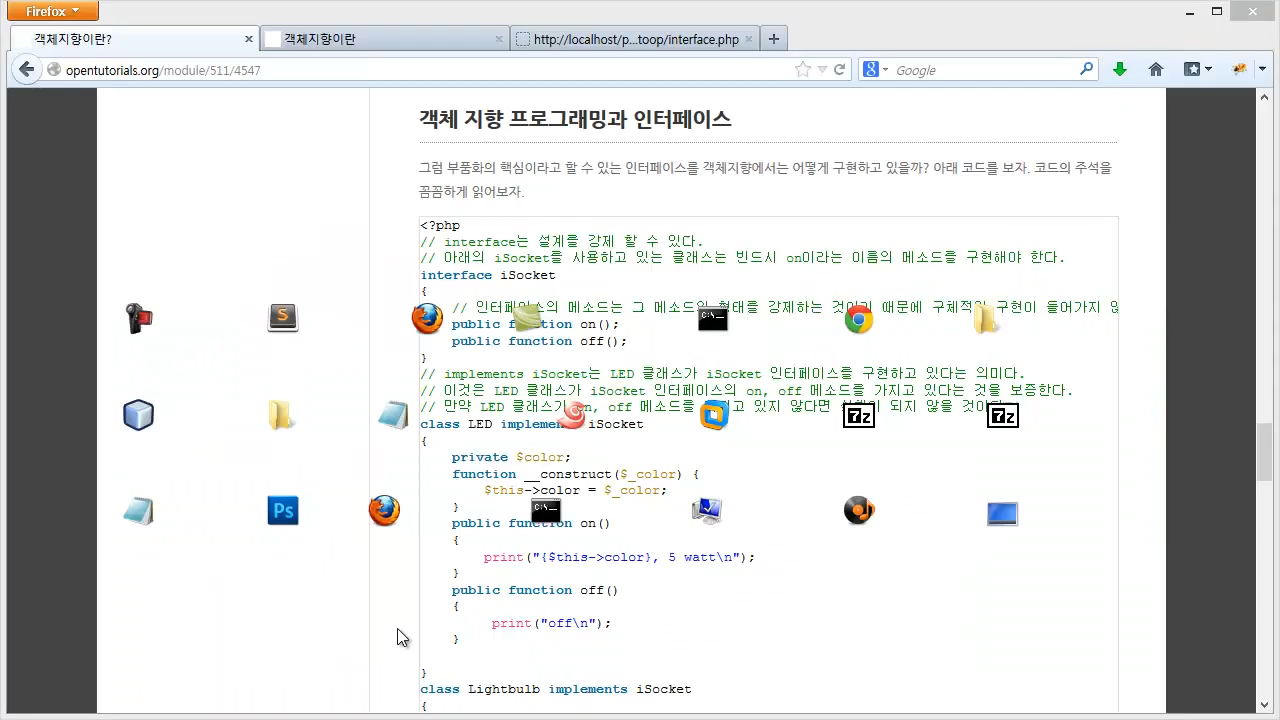 Firefox
객체지향이란?
객체지향이란
http://localhost/p...toop/interface.php
opentutorials.org/module/511/4547
Google
객체 지향 프로그래밍과 인터페이스
그럼 부품화의 핵심이라고 할 수 있는 인터페이스를 객체지향에서는 어떻게 구현하고 있을까? 아래 코드를 보자. 코드의 주석을
꼼꼼하게 읽어보자.
<?php
// interface는 설계를 강제 할 수 있다.
// 아래의 iSocket을 사용하고 있는 클래스는 반드시 on이라는 이름의 메소드를 구현해야 한다.
interface iSocket
{
// 인터페이스의 메소드는 그 메소드의 형태를 강제하는 것이기 때문에 구체적인 구현이 들어가지 않
public function on();
public function off();
}
// implements iSocket는 LED 클래스가 iSocket 인터페이스를 구현하고 있다는 의미다.
// 이것은 LED 클래스가 iSocket 인터페이스의 on, off 메소드를 가지고 있다는 것을 보증한다.
// 만약 LED 클래스가 on, off 메소드를 가지고 있지 않다면 실행이 되지 않을 것이다.
class LED implements iSocket
{
private $color;
function __construct($_color) {
$this->color = $_color;
}
public function on()
{
print("{$this->color}, 5 watt\n");
}
public function off()
{
print("off\n");
}
}
class Lightbulb implements iSocket
{
S
C:\
7z
7z
Ps
C:\